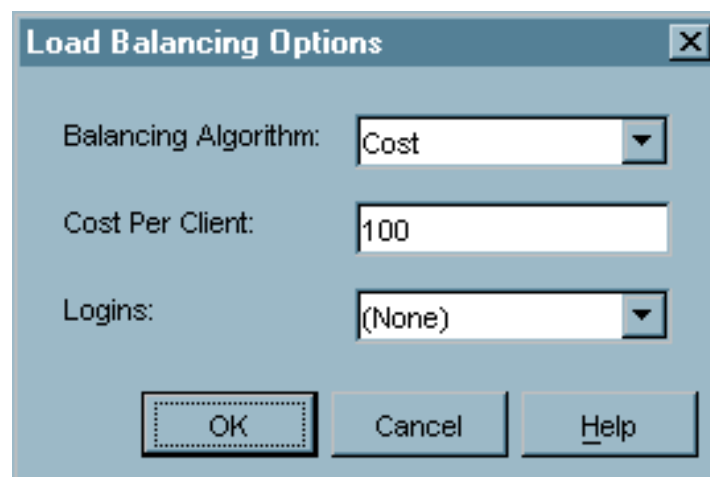 Load Balancing Options
Balancing Algorithm: Cost
Cost Per Client: 100
Logins: (None)
OK Cancel Help